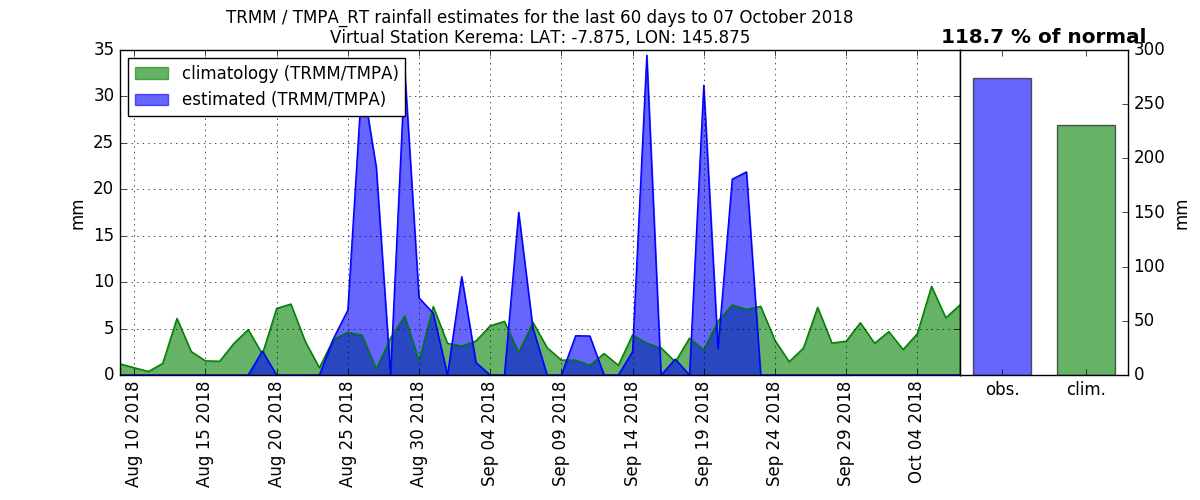 TRMM / TMPA_RT rainfall estimates for the last 60 days to 07 October 2018
Virtual Station Kerema: LAT: -7.875, LON: 145.875
118.7 % of normal
climatology (TRMM/TMPA)
estimated (TRMM/TMPA)
35
30
25
20
15
10
5
0
mm
Aug 10 2018
Aug 15 2018
Aug 20 2018
Aug 25 2018
Aug 30 2018
Sep 04 2018
Sep 09 2018
Sep 14 2018
Sep 19 2018
Sep 24 2018
Sep 29 2018
Oct 04 2018
300
250
200
150
100
50
0
mm
obs.
clim.